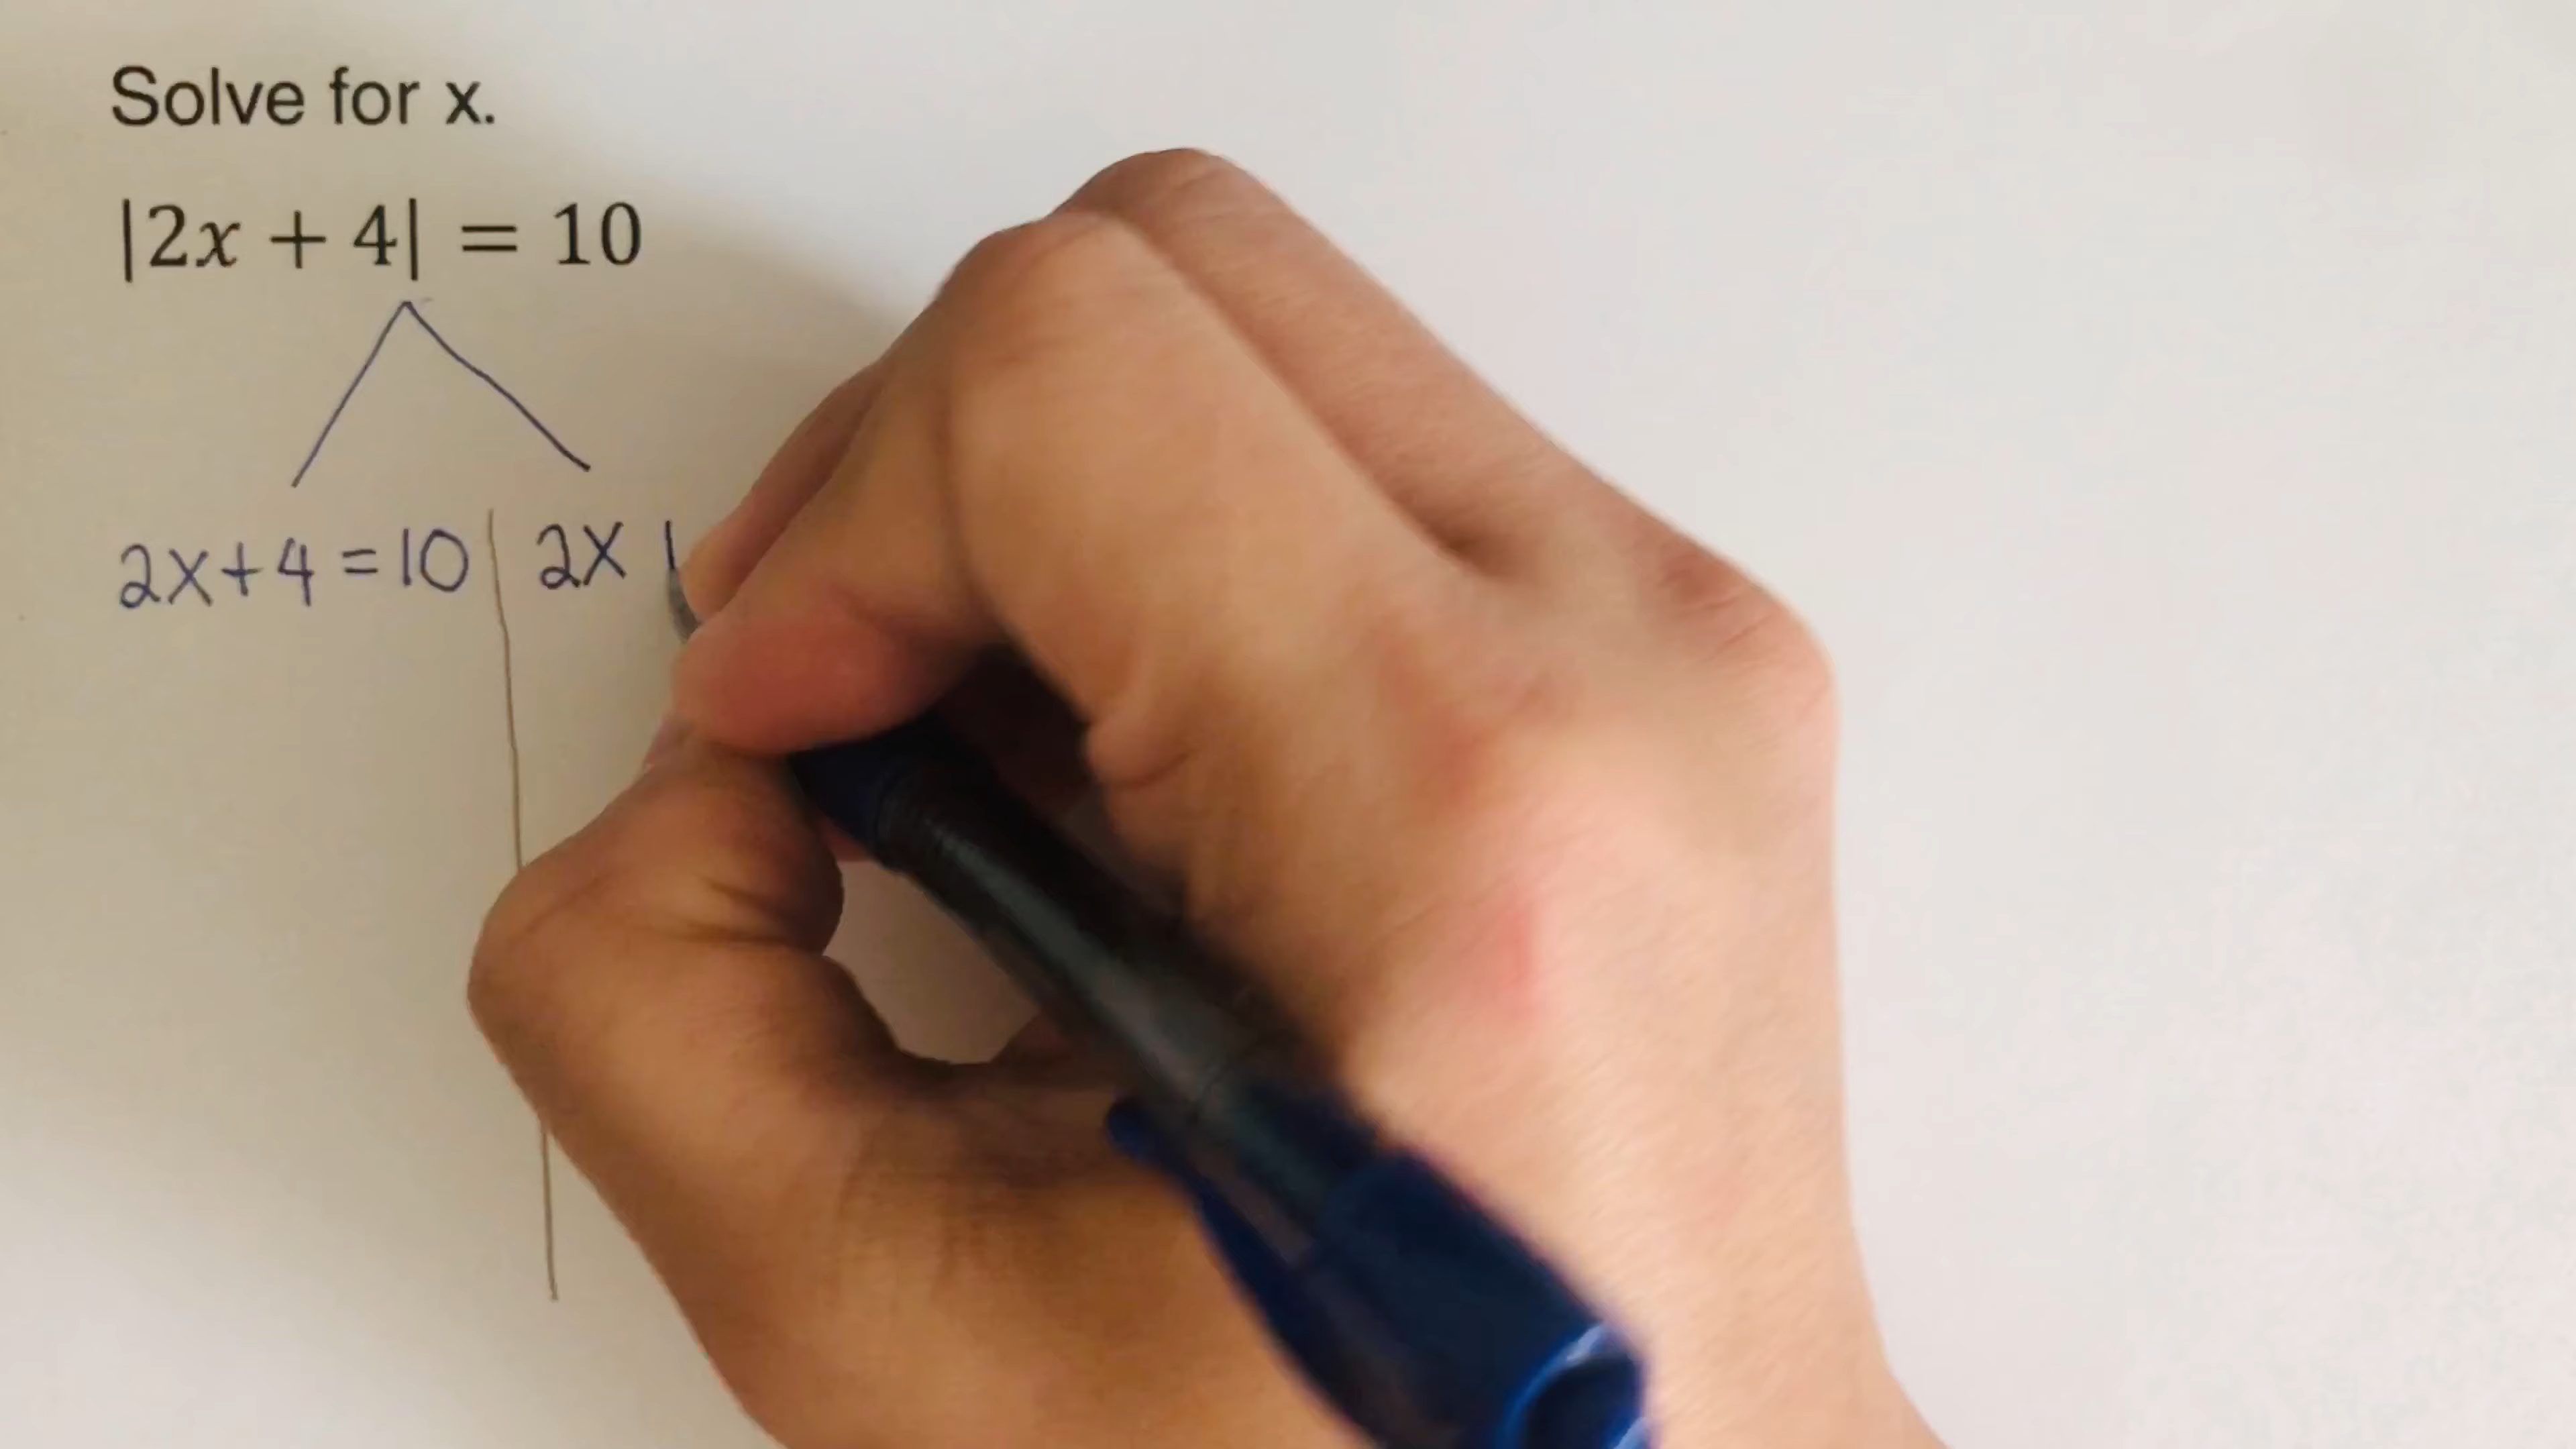 Solve for x.
|2x + 4| = 10
2x+4=10 | 2x